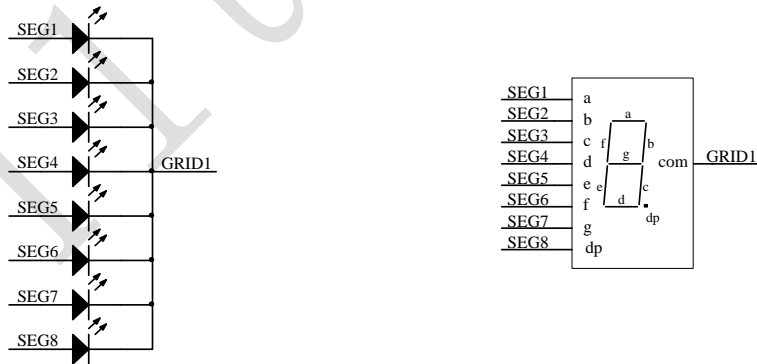 SEG1
SEG2
SEG3
SEG4
SEG5
SEG6
SEG7
SEG8
GRID1
SEG1 a
SEG2 b
SEG3 c
SEG4 d
SEG5 e
SEG6 f
SEG7 g
SEG8 dp
a
f b
g
e c
d
dp
com GRID1